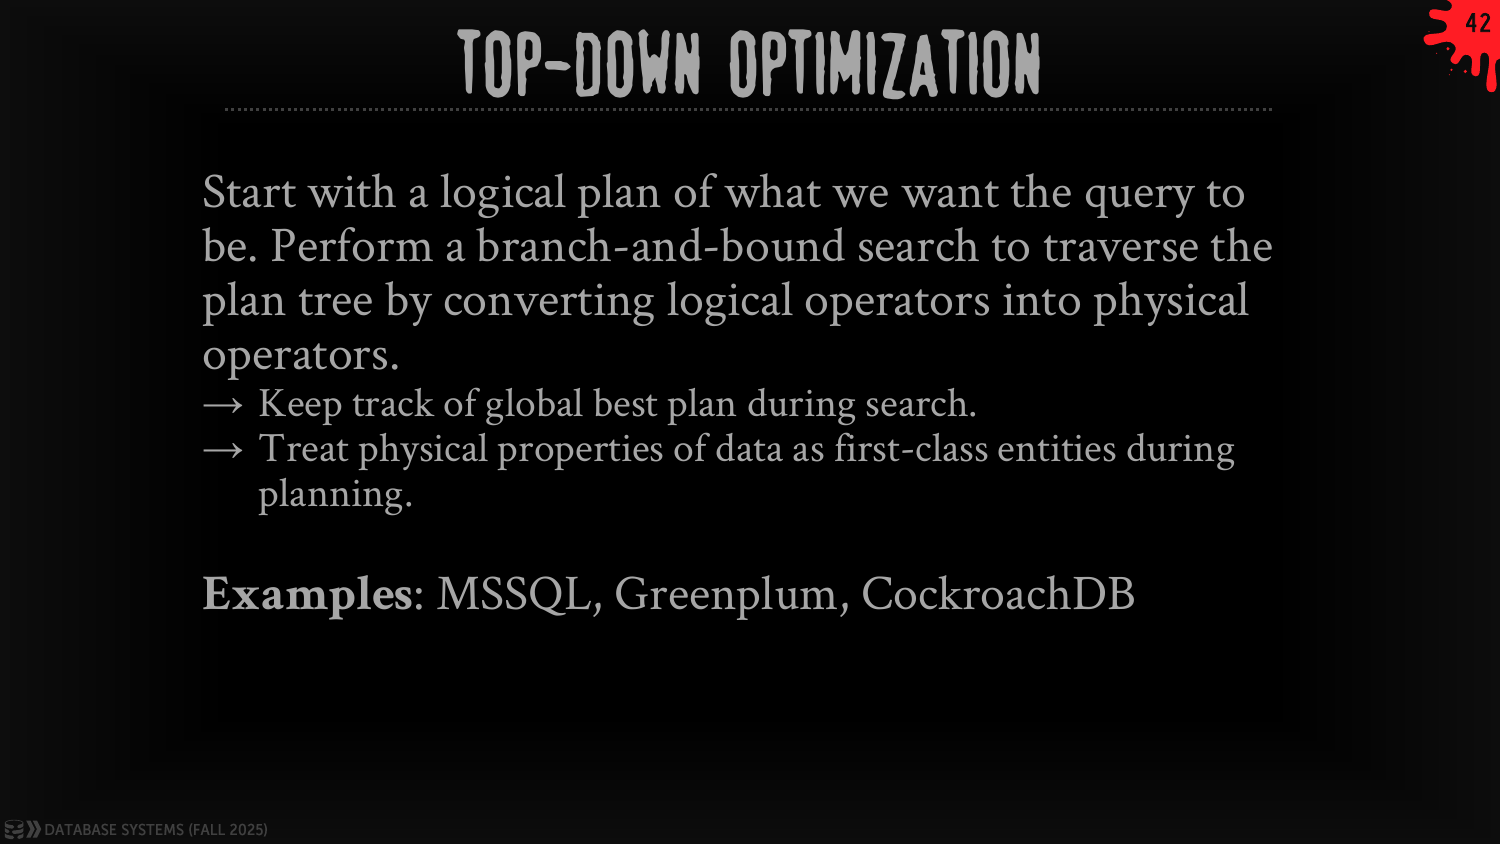 42
TOP-DOWN OPTIMIZATION
Start with a logical plan of what we want the query to
be. Perform a branch-and-bound search to traverse the
plan tree by converting logical operators into physical
operators.
→ Keep track of global best plan during search.
→ Treat physical properties of data as first-class entities during
planning.
Examples: MSSQL, Greenplum, CockroachDB
DATABASE SYSTEMS (FALL 2025)